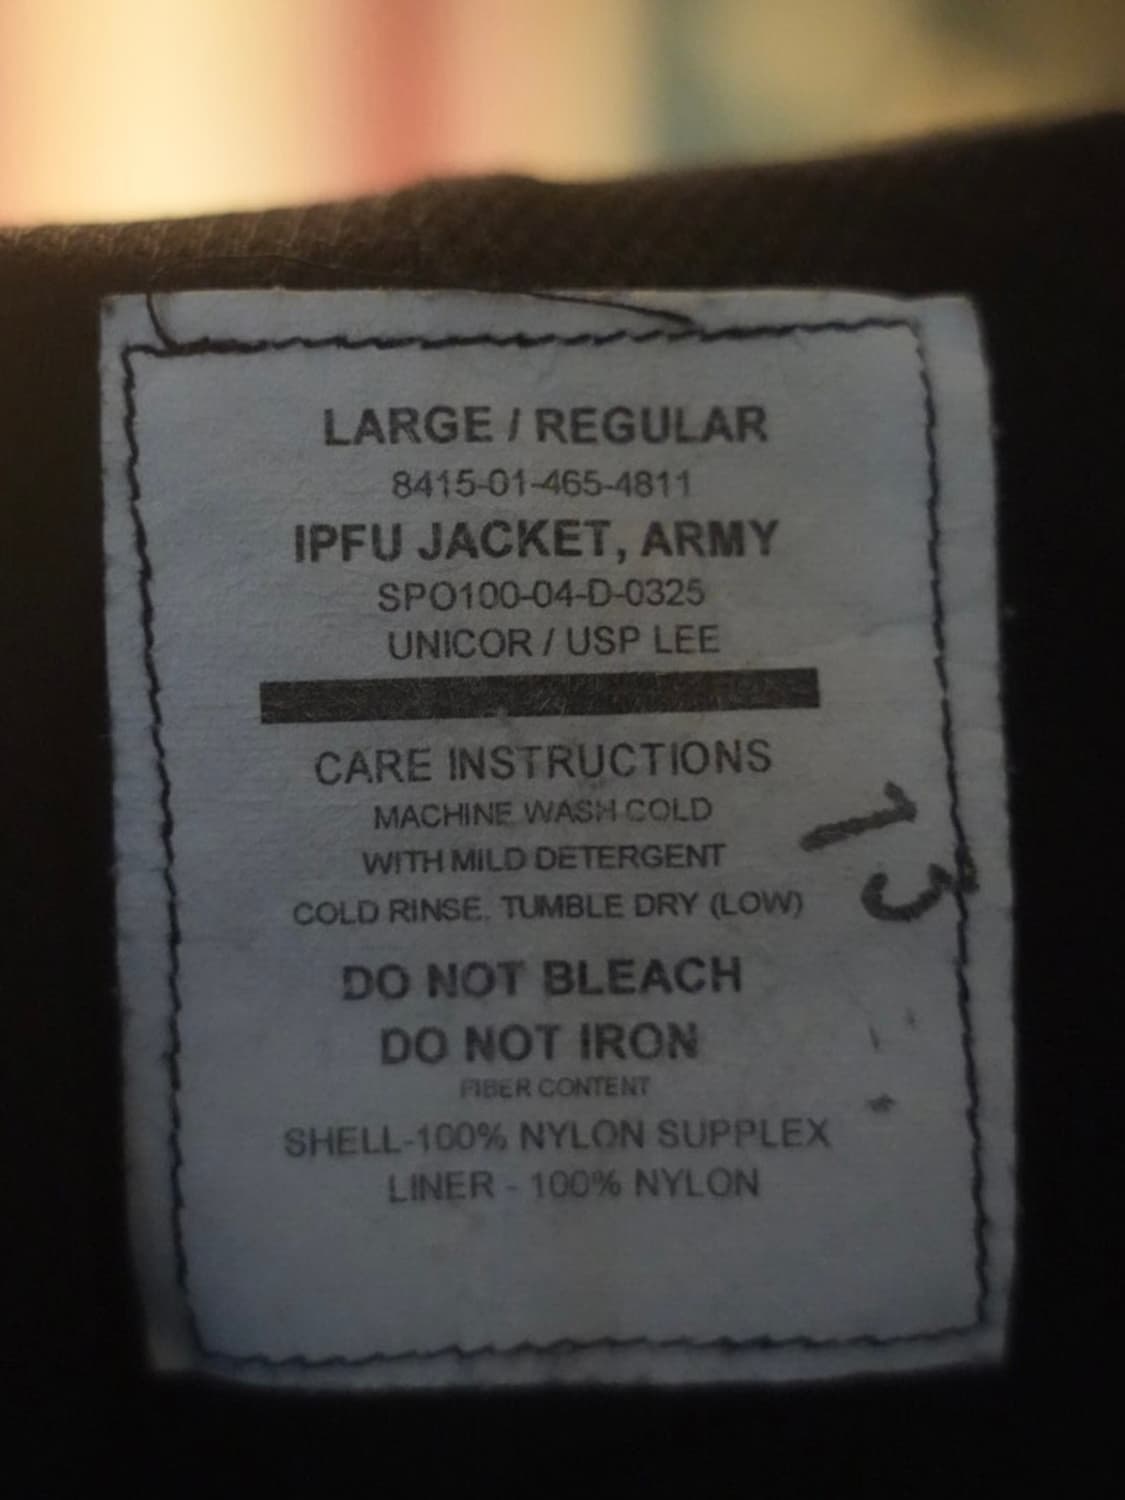 LARGE / REGULAR
8415-01-465-4811
IPFU JACKET, ARMY
SPO100-04-D-0325
UNICOR / USP LEE
CARE INSTRUCTIONS
MACHINE WASH COLD
WITH MILD DETERGENT
COLD RINSE, TUMBLE DRY (LOW)
DO NOT BLEACH
DO NOT IRON
FIBER CONTENT
SHELL-100% NYLON SUPPLEX
LINER - 100% NYLON